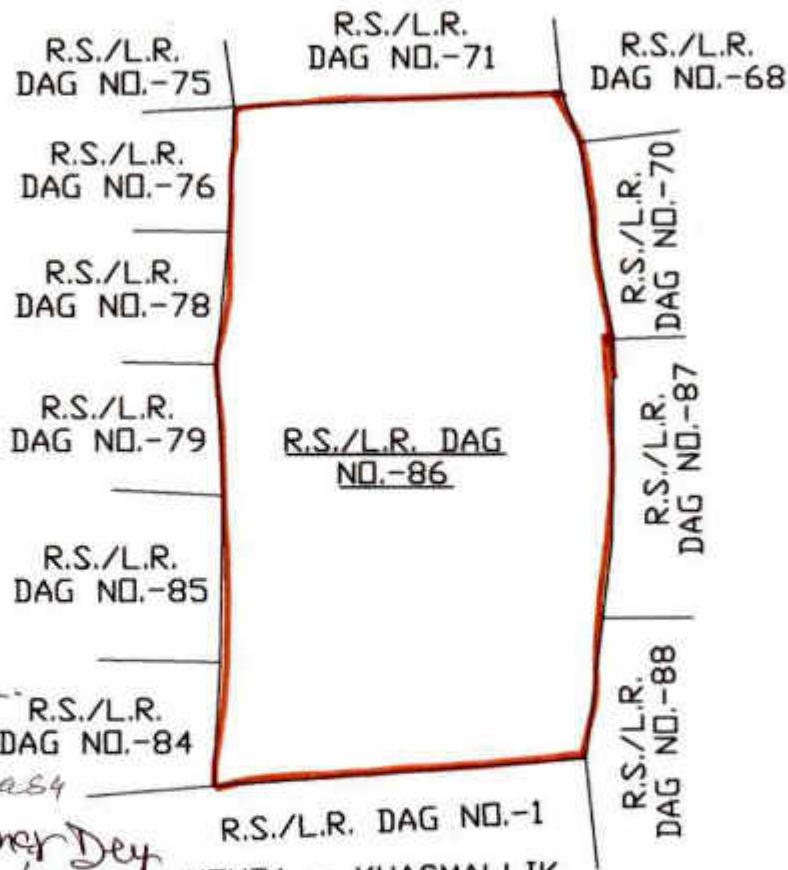 R.S./L.R.
DAG NO.-75
R.S./L.R.
DAG NO.-71
R.S./L.R.
DAG NO.-68
R.S./L.R.
DAG NO.-76
R.S./L.R.
DAG NO.-70
R.S./L.R.
DAG NO.-78
R.S./L.R.
DAG NO.-79
R.S./L.R. DAG
NO.-86
R.S./L.R.
DAG NO.-87
R.S./L.R.
DAG NO.-85
R.S./L.R.
DAG NO.-84
R.S./L.R.
DAG NO.-88
R.S./L.R. DAG NO.-1
Dey
KHASMALLIK